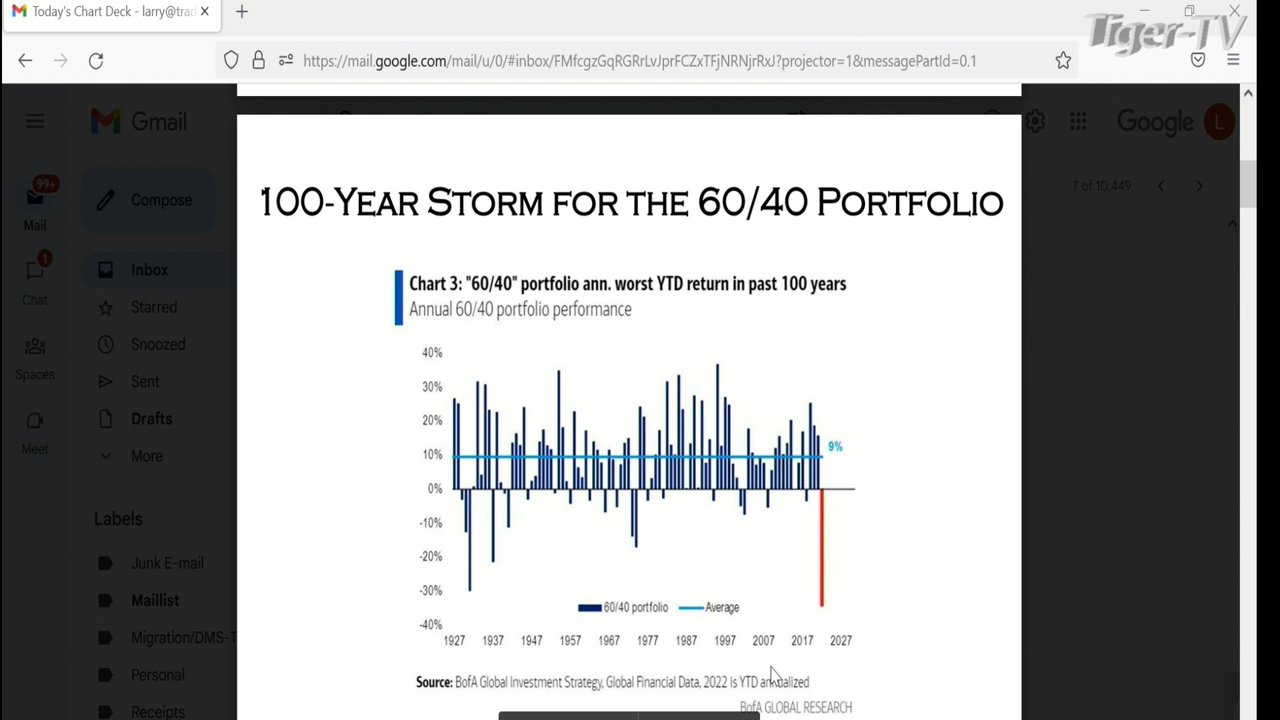 Today's Chart Deck - larry@trad
Tiger-TV
https://mail.google.com/mail/u/0/#inbox/FMfcgzGqRGRrLvJprFCZxTFjNRNjrRxJ?projector=1&messagePartId=0.1
Gmail
Google
L
99+
Mail
Compose
7 of 10,449
100-Year Storm for the 60/40 Portfolio
1
Chat
Inbox
Starred
Spaces
Snoozed
Sent
Meet
Drafts
More
Labels
Junk E-mail
Maillist
Migration/DMS-T
Personal
Receipts
Chart 3: "60/40" portfolio ann. worst YTD return in past 100 years
Annual 60/40 portfolio performance
40%
30%
20%
10%
0%
-10%
-20%
-30%
-40%
9%
60/40 portfolio Average
1927 1937 1947 1957 1967 1977 1987 1997 2007 2017 2027
Source: BofA Global Investment Strategy, Global Financial Data, 2022 is YTD annualized
BofA GLOBAL RESEARCH